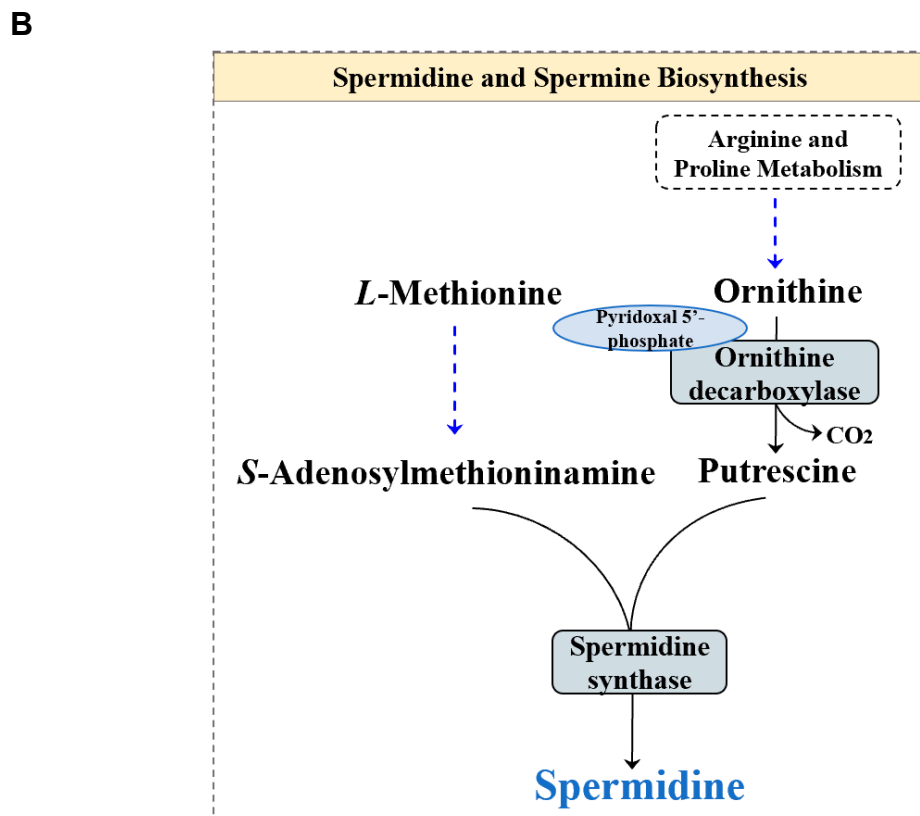 B
Spermidine and Spermine Biosynthesis
Arginine and
Proline Metabolism
L-Methionine
Ornithine
Pyridoxal 5’-
phosphate
Ornithine
decarboxylase
CO2
S-Adenosylmethioninamine
Putrescine
Spermidine
synthase
Spermidine